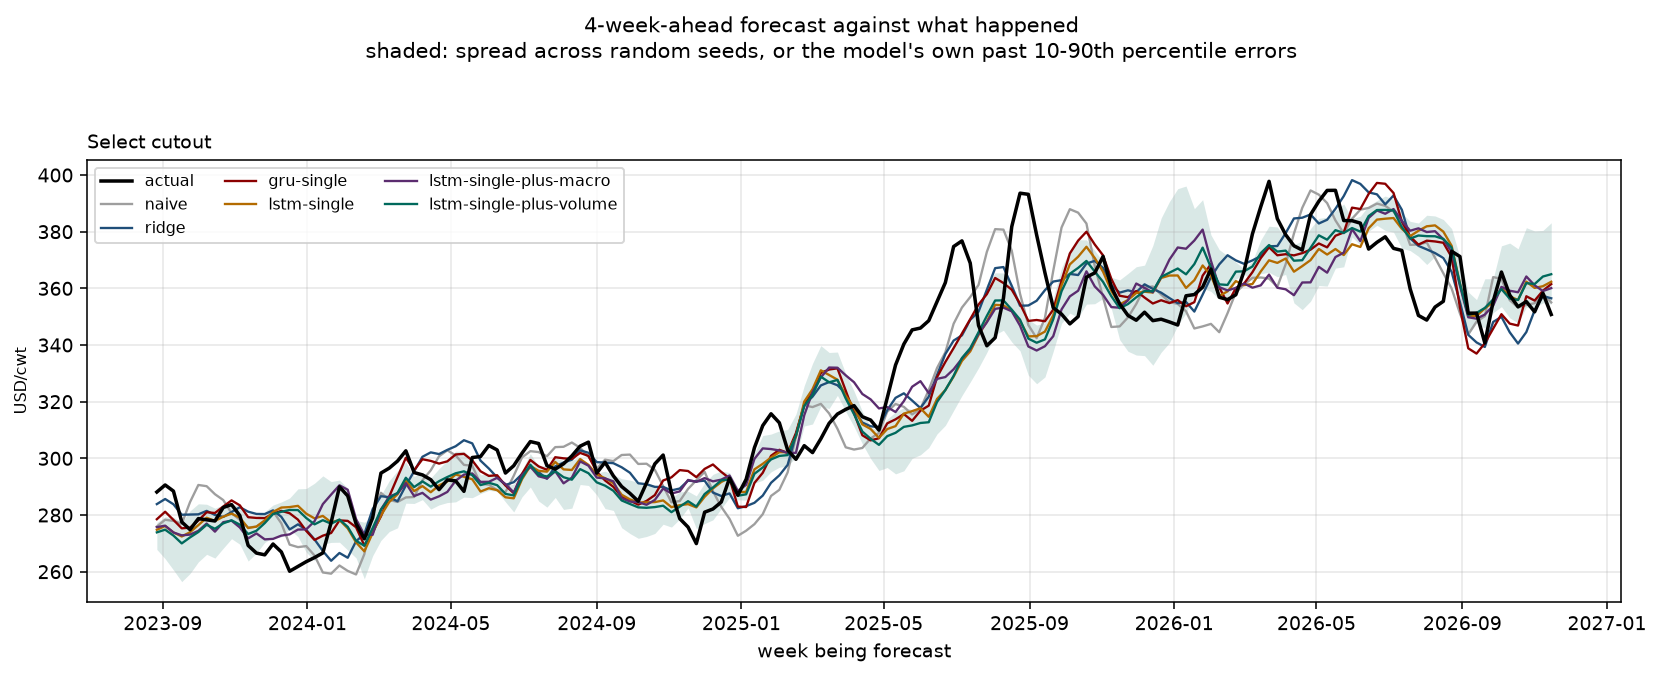 4-week-ahead forecast against what happened
shaded: spread across random seeds, or the model's own past 10-90th percentile errors
Select cutout
actual
naive
ridge
gru-single
lstm-single
lstm-single-plus-macro
lstm-single-plus-volume
USD/cwt
400
380
360
340
320
300
280
260
2023-09
2024-01
2024-05
2024-09
2025-01
2025-05
2025-09
2026-01
2026-05
2026-09
2027-01
week being forecast